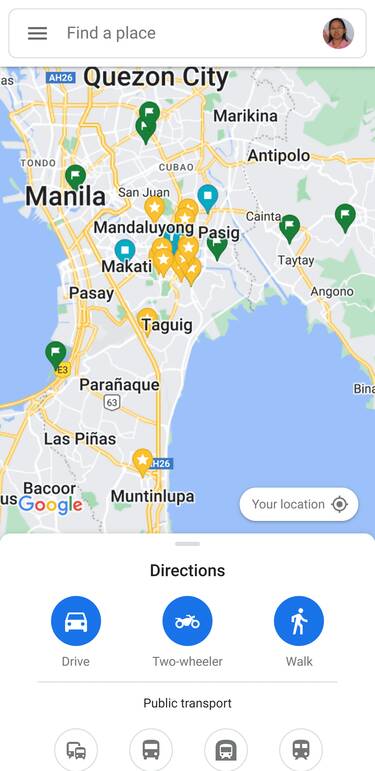 Find a place
as
AH26
Quezon City
Marikina
TONDO
CUBAO
Antipolo
Manila
San Juan
Cainta
Mandaluyong
Pasig
Makati
Taytay
Pasay
Angono
Taguig
E3
Parañaque
Bina
63
Las Piñas
AH26
Bacoor
us
Google
Muntinlupa
Your location
Directions
Drive
Two-wheeler
Walk
Public transport